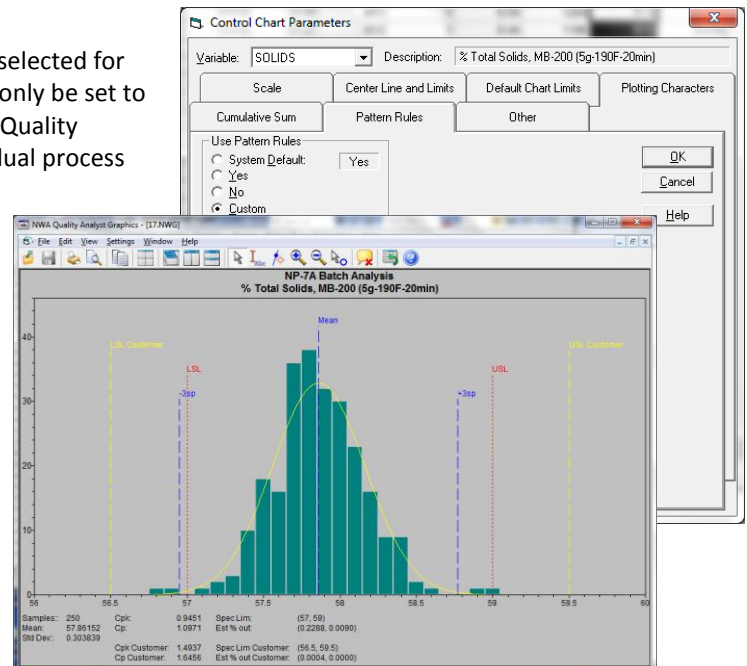 selected for
only be set to
Quality
dual process
Control Chart Parameters
Variable: SOLIDS Description: % Total Solids, MB-200 (5g-190F-20min)
Scale Center Line and Limits Default Chart Limits Plotting Characters
Cumulative Sum Pattern Rules Other
Use Pattern Rules
System Default: Yes
Yes
No
Custom
OK
Cancel
Help
NWA Quality Analyst Graphics - [17.NWG]
File Edit View Settings Window Help
NP-7A Batch Analysis
% Total Solids, MB-200 (5g-190F-20min)
Mean
LSL Customer USL Customer
LSL USL
-3sp +3sp
40
30
20
10
0
56 56.5 57 57.5 58 58.5 59 59.5 60
Samples: 250 Cpk: 0.9451 Spec Lim: (57, 59)
Mean: 57.86152 Cp: 1.0971 Est % out: (0.2288, 0.0090)
Std Dev: 0.303839
Cpk Customer: 1.4937 Spec Lim Customer: (56.5, 59.5)
Cp Customer: 1.6456 Est % out Customer: (0.0004, 0.0000)